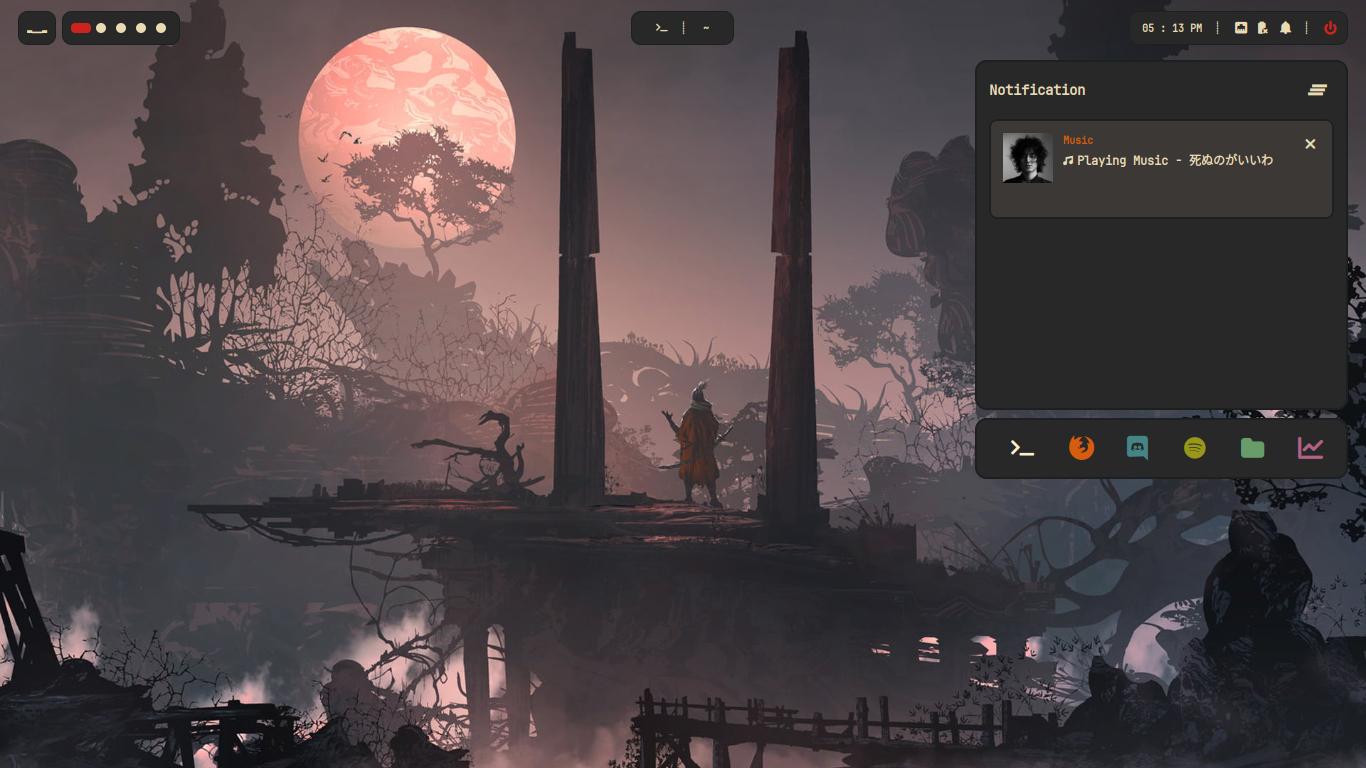 >_ | ~
05 : 13 PM
Notification
Music
Playing Music - 死ぬのがいいわ